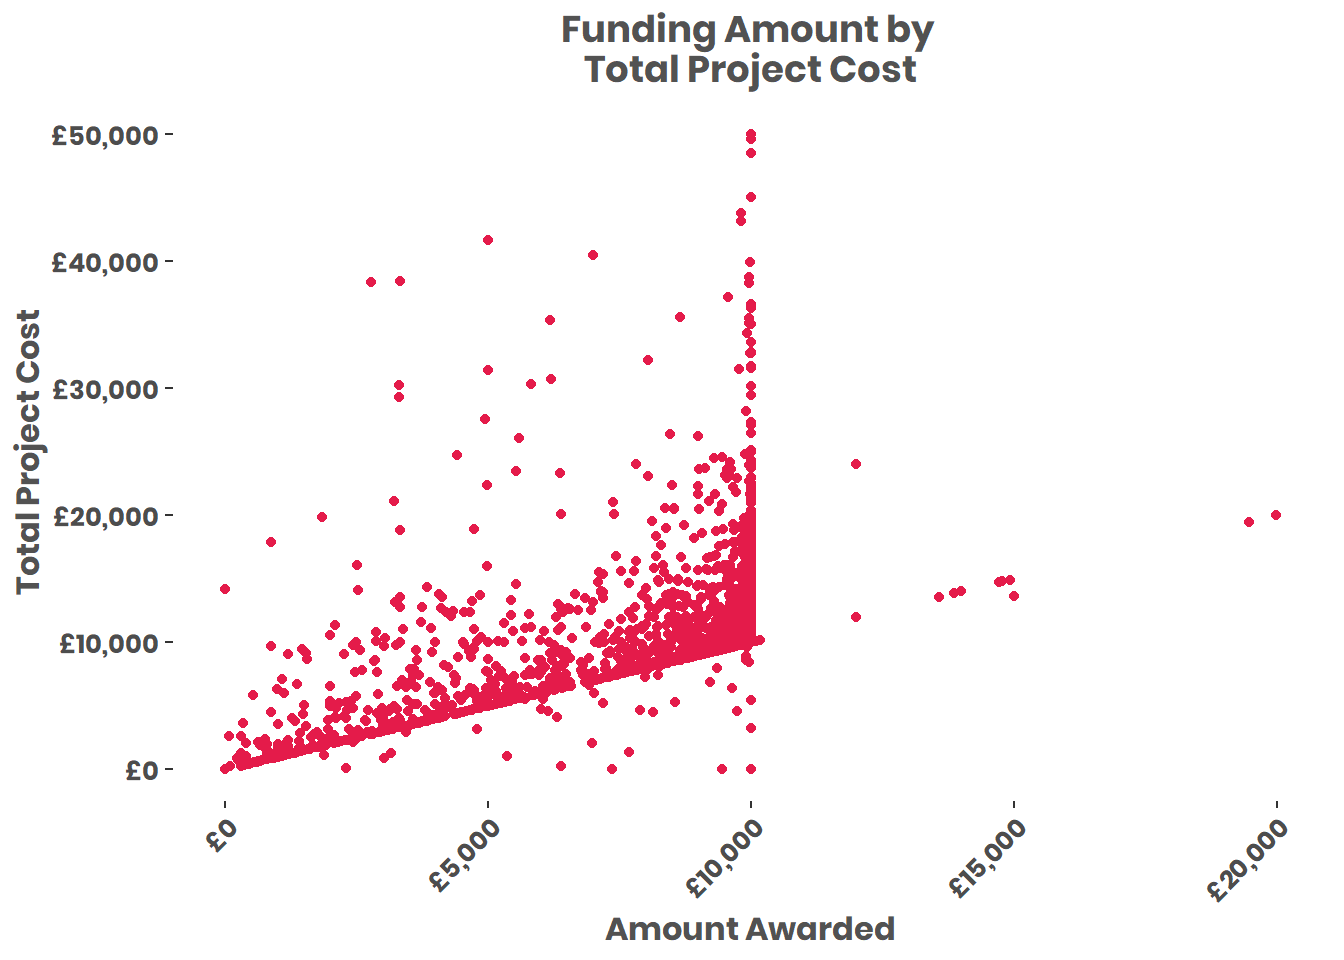 Funding Amount by
Total Project Cost
£50,000
£40,000
£30,000
£20,000
£10,000
£0
Total Project Cost
£0
£5,000
£10,000
£15,000
£20,000
Amount Awarded